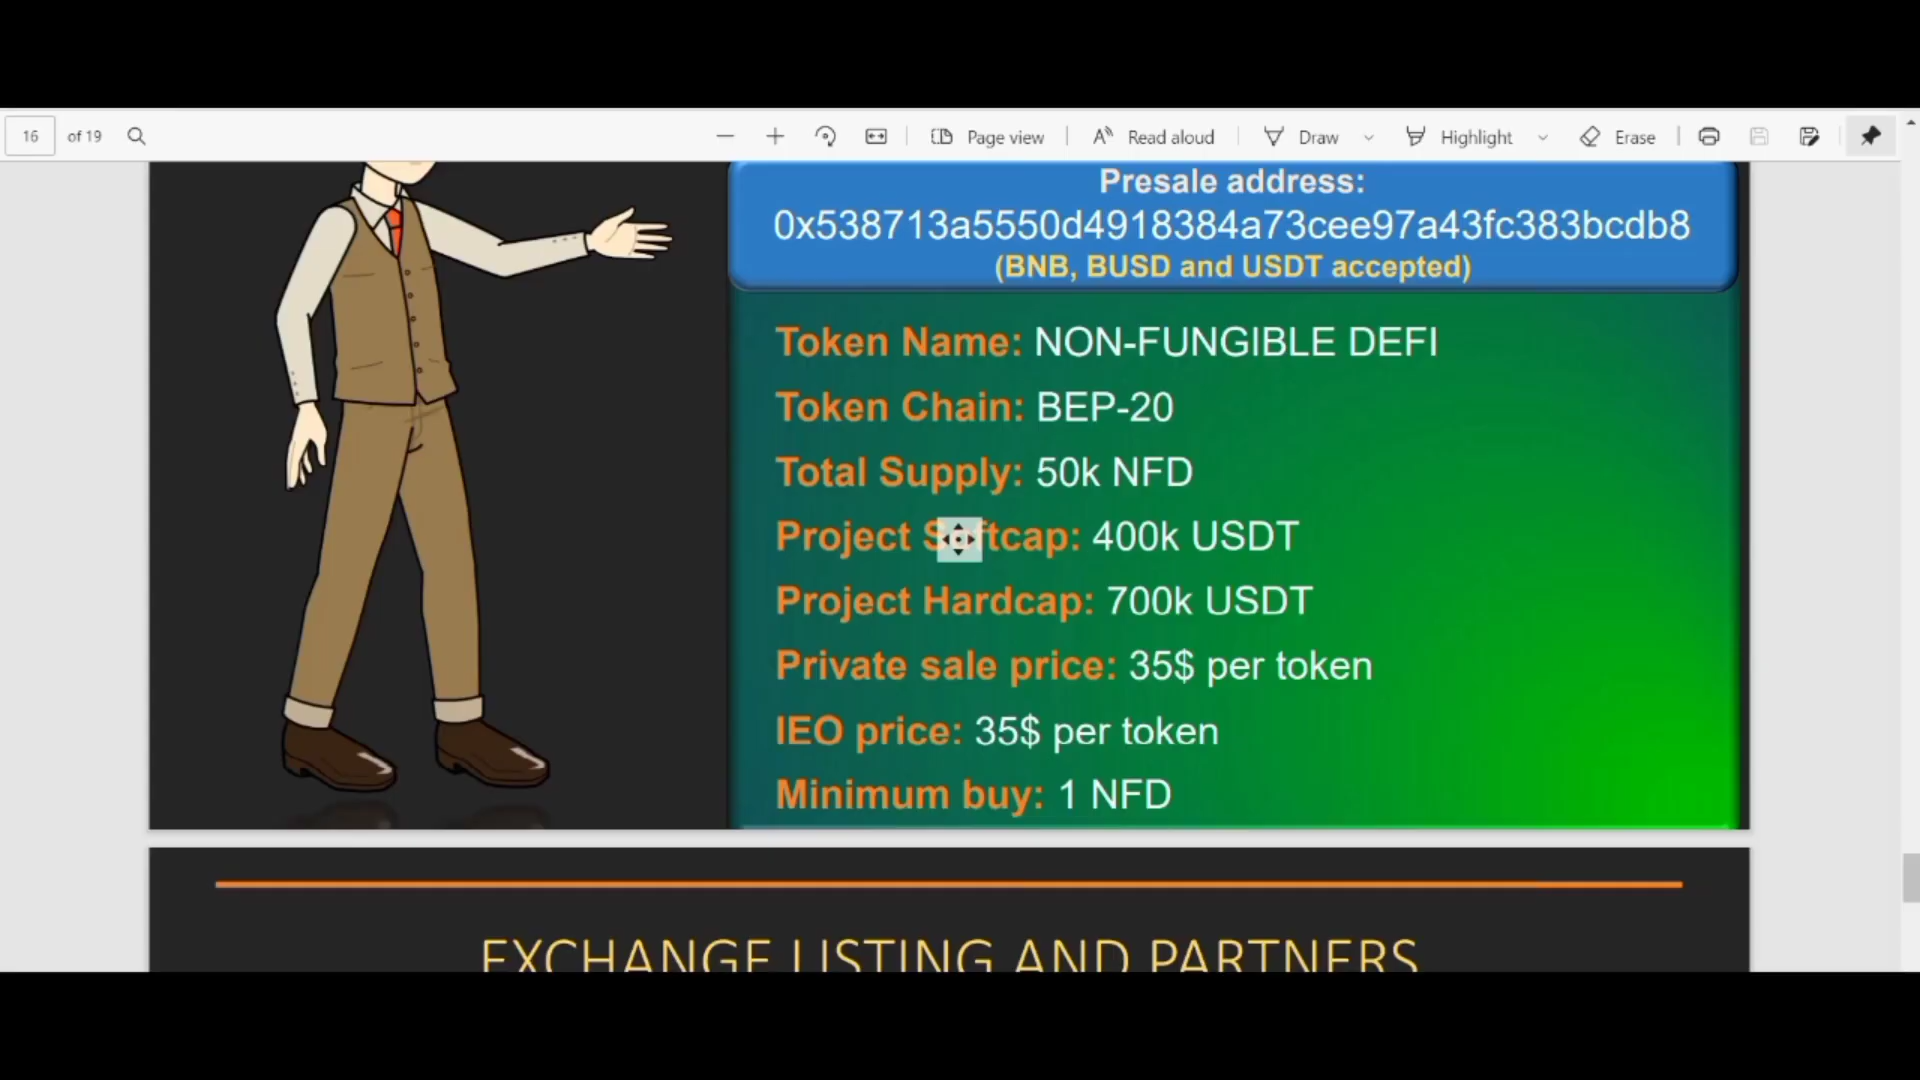 16 of 19 Page view Read aloud Draw Highlight Erase
Presale address:
0x538713a5550d4918384a73cee97a43fc383bcdb8
(BNB, BUSD and USDT accepted)
Token Name: NON-FUNGIBLE DEFI
Token Chain: BEP-20
Total Supply: 50k NFD
Project Softcap: 400k USDT
Project Hardcap: 700k USDT
Private sale price: 35$ per token
IEO price: 35$ per token
Minimum buy: 1 NFD
EXCHANGE LISTING AND PARTNERS